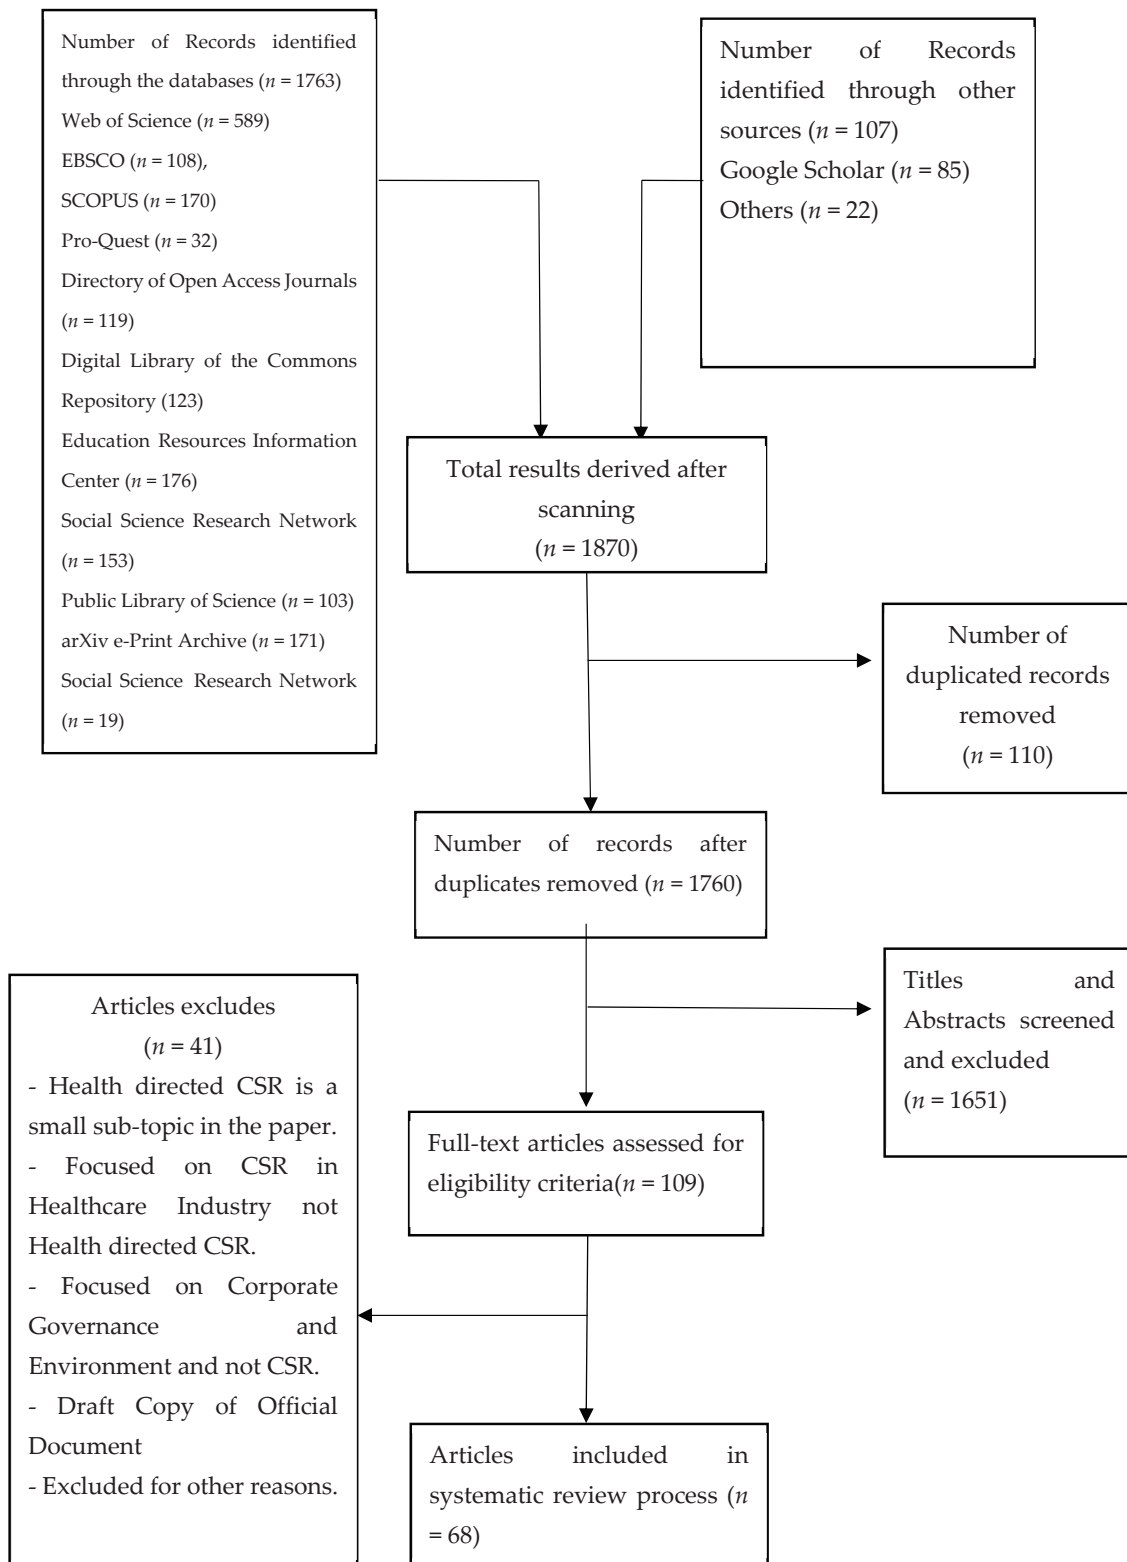 Number of Records identified
through the databases (n = 1763)
Web of Science (n = 589)
EBSCO (n = 108),
SCOPUS (n = 170)
Pro-Quest (n = 32)
Directory of Open Access Journals
(n = 119)
Digital Library of the Commons
Repository (123)
Education Resources Information
Center (n = 176)
Social Science Research Network
(n = 153)
Public Library of Science (n = 103)
arXiv e-Print Archive (n = 171)
Social Science Research Network
(n = 19)
Number of Records
identified through other
sources (n = 107)
Google Scholar (n = 85)
Others (n = 22)
Total results derived after
scanning
(n = 1870)
Number of
duplicated records
removed
(n = 110)
Number of records after
duplicates removed (n = 1760)
Titles and
Abstracts screened
and excluded
(n = 1651)
Articles excludes
(n = 41)
- Health directed CSR is a
small sub-topic in the paper.
- Focused on CSR in
Healthcare Industry not
Health directed CSR.
- Focused on Corporate
Governance and
Environment and not CSR.
- Draft Copy of Official
Document
- Excluded for other reasons.
Full-text articles assessed for
eligibility criteria(n = 109)
Articles included in
systematic review process (n
= 68)